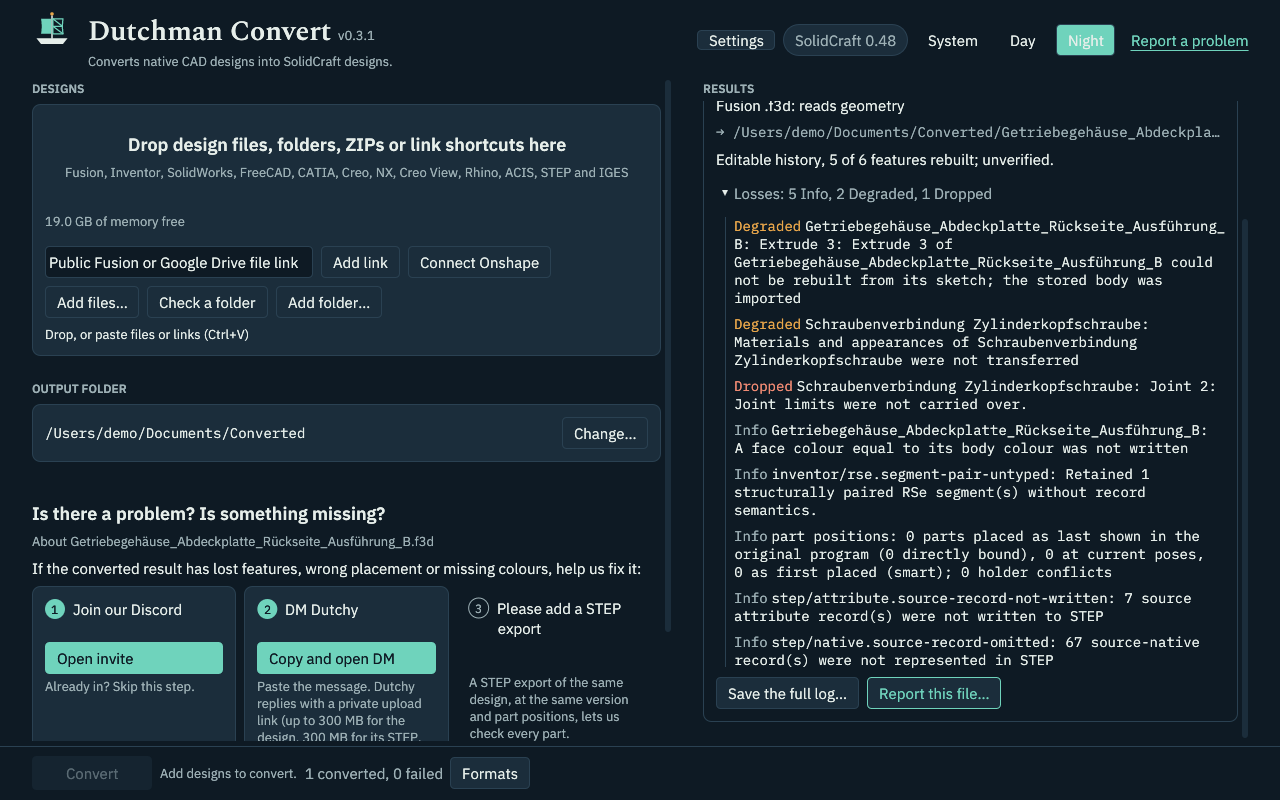 Dutchman Convert v0.3.1
Converts native CAD designs into SolidCraft designs.
Settings
SolidCraft 0.48
System
Day
Night
Report a problem
DESIGNS
Drop design files, folders, ZIPs or link shortcuts here
Fusion, Inventor, SolidWorks, FreeCAD, CATIA, Creo, NX, Creo View, Rhino, ACIS, STEP and IGES
19.0 GB of memory free
Public Fusion or Google Drive file link
Add link
Connect Onshape
Add files...
Check a folder
Add folder...
Drop, or paste files or links (Ctrl+V)
OUTPUT FOLDER
/Users/demo/Documents/Converted
Change...
Is there a problem? Is something missing?
About Getriebegehäuse_Abdeckplatte_Rückseite_Ausführung_B.f3d
If the converted result has lost features, wrong placement or missing colours, help us fix it:
1 Join our Discord
Open invite
Already in? Skip this step.
2 DM Dutchy
Copy and open DM
Paste the message. Dutchy
replies with a private upload
link (up to 300 MB for the
design, 300 MB for its STEP.
3 Please add a STEP
export
A STEP export of the same
design, at the same version
and part positions, lets us
check every part.
RESULTS
Fusion .f3d: reads geometry
→ /Users/demo/Documents/Converted/Getriebegehäuse_Abdeckpla…
Editable history, 5 of 6 features rebuilt; unverified.
▾ Losses: 5 Info, 2 Degraded, 1 Dropped
Degraded Getriebegehäuse_Abdeckplatte_Rückseite_Ausführung_
B: Extrude 3: Extrude 3 of
Getriebegehäuse_Abdeckplatte_Rückseite_Ausführung_B could
not be rebuilt from its sketch; the stored body was
imported
Degraded Schraubenverbindung Zylinderkopfschraube:
Materials and appearances of Schraubenverbindung
Zylinderkopfschraube were not transferred
Dropped Schraubenverbindung Zylinderkopfschraube: Joint 2:
Joint limits were not carried over.
Info Getriebegehäuse_Abdeckplatte_Rückseite_Ausführung_B:
A face colour equal to its body colour was not written
Info inventor/rse.segment-pair-untyped: Retained 1
structurally paired RSe segment(s) without record
semantics.
Info part positions: 0 parts placed as last shown in the
original program (0 directly bound), 0 at current poses,
0 as first placed (smart); 0 holder conflicts
Info step/attribute.source-record-not-written: 7 source
attribute record(s) were not written to STEP
Info step/native.source-record-omitted: 67 source-native
record(s) were not represented in STEP
Save the full log...
Report this file...
Convert
Add designs to convert.
1 converted, 0 failed
Formats